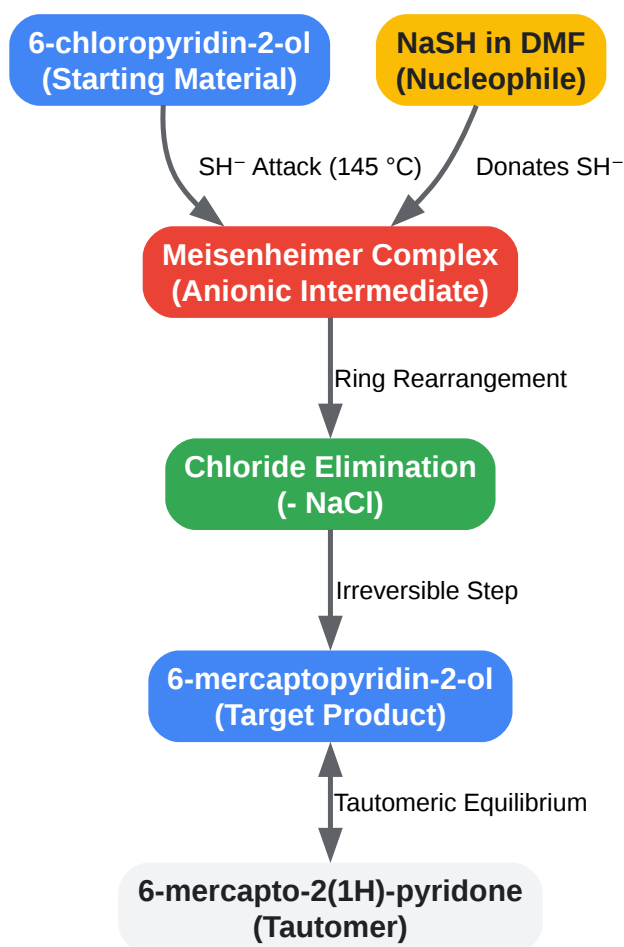 6-chloropyridin-2-ol
(Starting Material)
NaSH in DMF
(Nucleophile)
SH⁻ Attack (145 °C)
Donates SH⁻
Meisenheimer Complex
(Anionic Intermediate)
Ring Rearrangement
Chloride Elimination
(- NaCl)
Irreversible Step
6-mercaptopyridin-2-ol
(Target Product)
Tautomeric Equilibrium
6-mercapto-2(1H)-pyridone
(Tautomer)